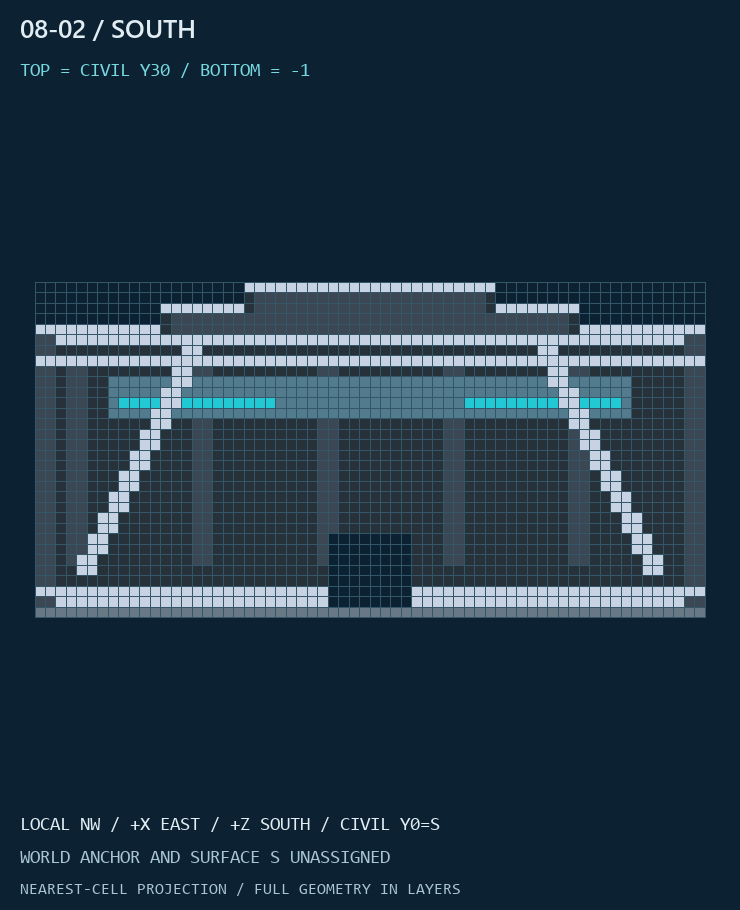 08-02 / SOUTH
TOP = CIVIL Y30 / BOTTOM = -1
LOCAL NW / +X EAST / +Z SOUTH / CIVIL Y0=S
WORLD ANCHOR AND SURFACE S UNASSIGNED
NEAREST-CELL PROJECTION / FULL GEOMETRY IN LAYERS